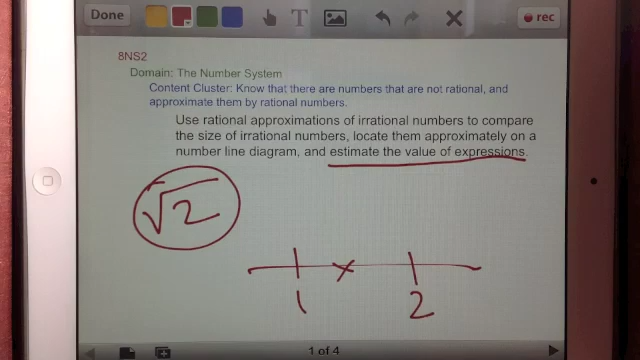 Done
T
rec
8NS2
Domain: The Number System
Content Cluster: Know that there are numbers that are not rational, and
approximate them by rational numbers.
Use rational approximations of irrational numbers to compare
the size of irrational numbers, locate them approximately on a
number line diagram, and estimate the value of expressions.
√2
1 2
1 of 4